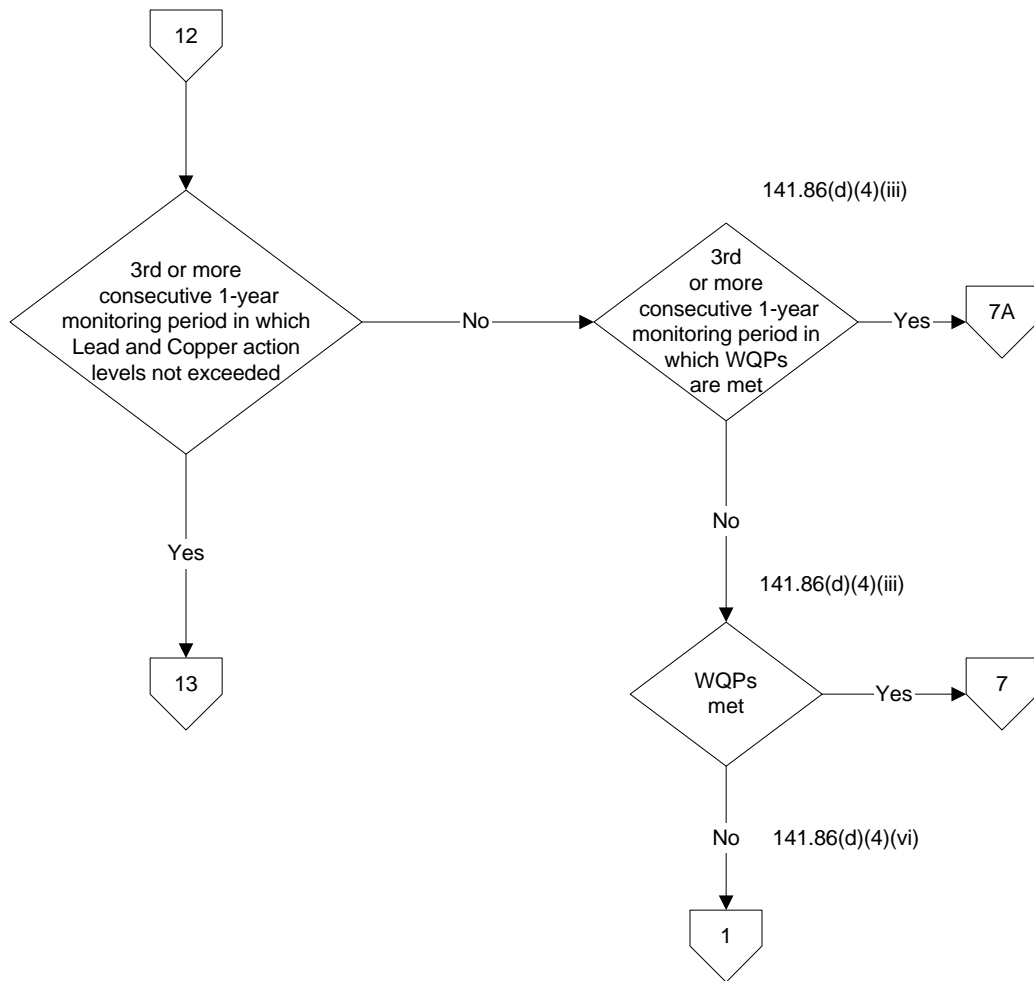 12
141.86(d)(4)(iii)
3rd or more
consecutive 1-year
monitoring period in which
Lead and Copper action
levels not exceeded
No
3rd
or more
consecutive 1-year
monitoring period in
which WQPs
are met
Yes
7A
No
Yes
141.86(d)(4)(iii)
13
WQPs
met
Yes
7
No
141.86(d)(4)(vi)
1